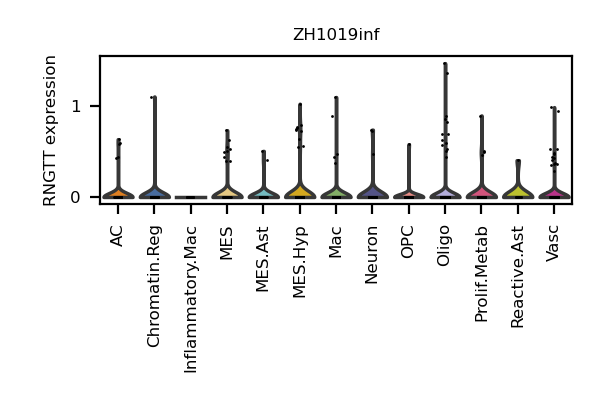 ZH1019inf
RNGTT expression
1
0
AC
Chromatin.Reg
Inflammatory.Mac
MES
MES.Ast
MES.Hyp
Mac
Neuron
OPC
Oligo
Prolif.Metab
Reactive.Ast
Vasc